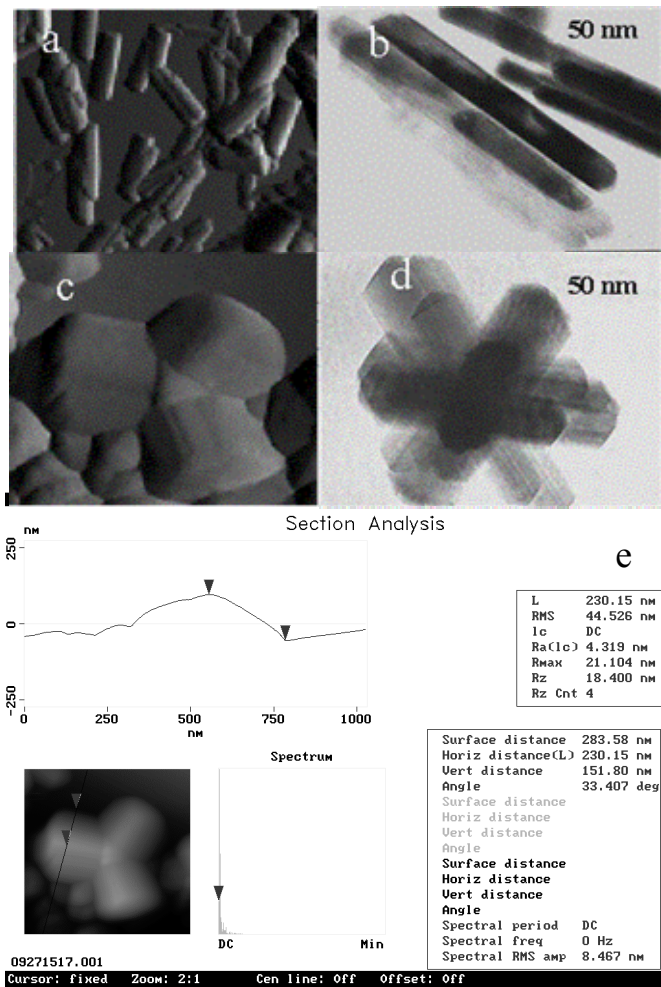 a
b
50 nm
c
d
50 nm
Section Analysis
e
nM
250
0
-250
0
250
500
750
1000
nM
L 230.15 nM
RMS 44.526 nM
lc DC
Ra(lc) 4.319 nM
Rmax 21.104 nM
Rz 18.400 nM
Rz Cnt 4
Surface distance 283.58 nM
Horiz distance(L) 230.15 nM
Vert distance 151.80 nM
Angle 33.407 deg
Surface distance
Horiz distance
Vert distance
Angle
Surface distance
Horiz distance
Vert distance
Angle
Spectral period DC
Spectral freq 0 Hz
Spectral RMS amp 8.467 nM
Spectrum
DC
Min
09271517.001
Cursor: fixed Zoom: 2:1 Cen line: Off Offset: Off